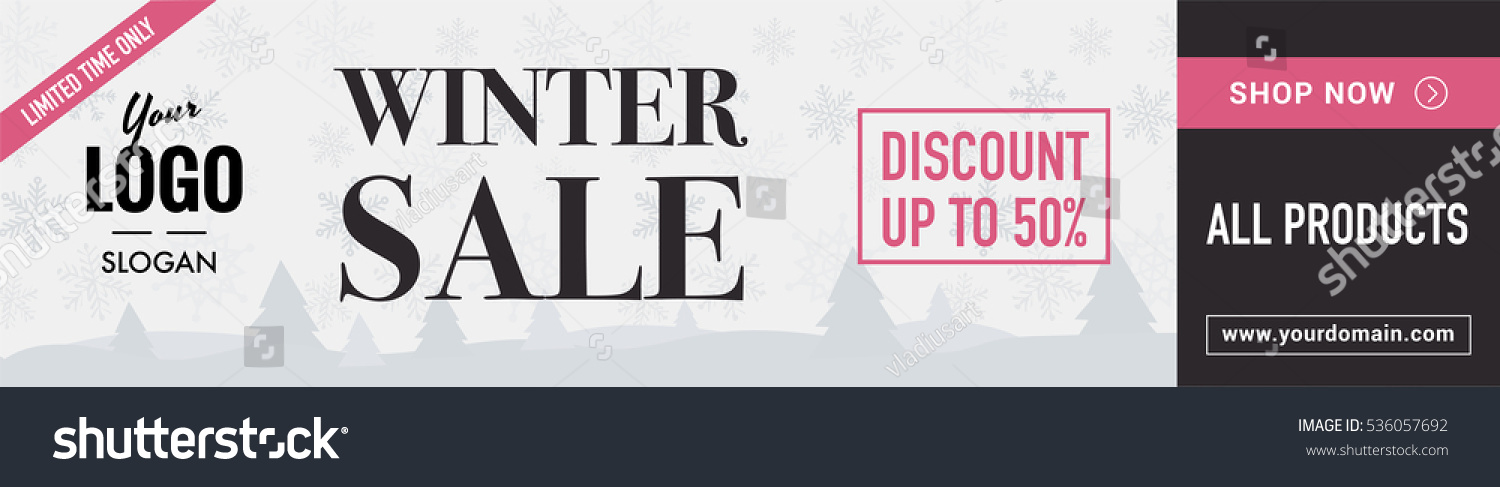 LIMITED TIME ONLY
Your
LOGO
SLOGAN
WINTER
SALE
DISCOUNT
UP TO 50%
SHOP NOW
ALL PRODUCTS
www.yourdomain.com
shutterstock
shutterstock
vladiusart
vladiusart
shutterstock®
IMAGE ID: 536057692
www.shutterstock.com